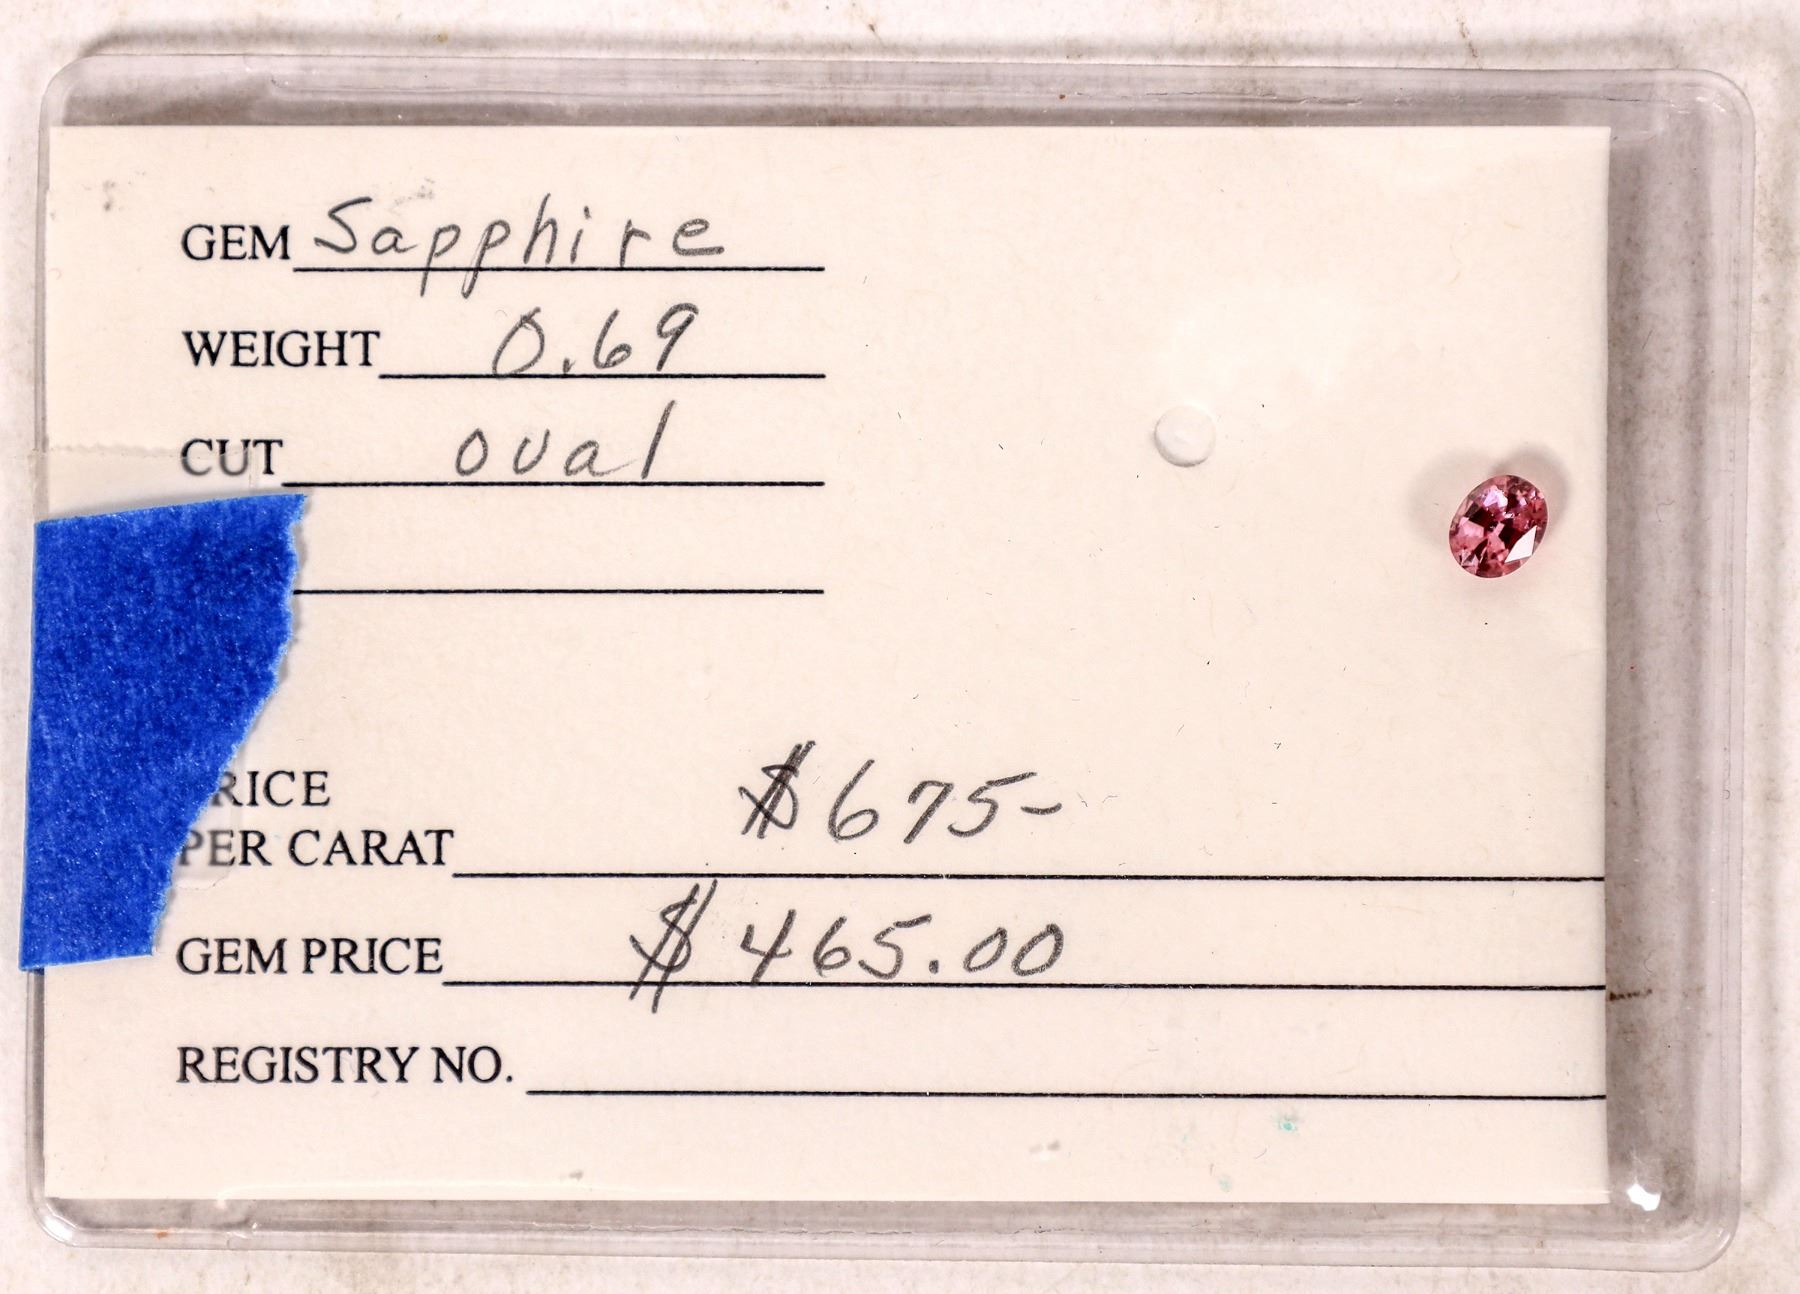 GEM Sapphire
WEIGHT 0.69
CUT oval
RICE
PER CARAT $675-
GEM PRICE $465.00
REGISTRY NO.